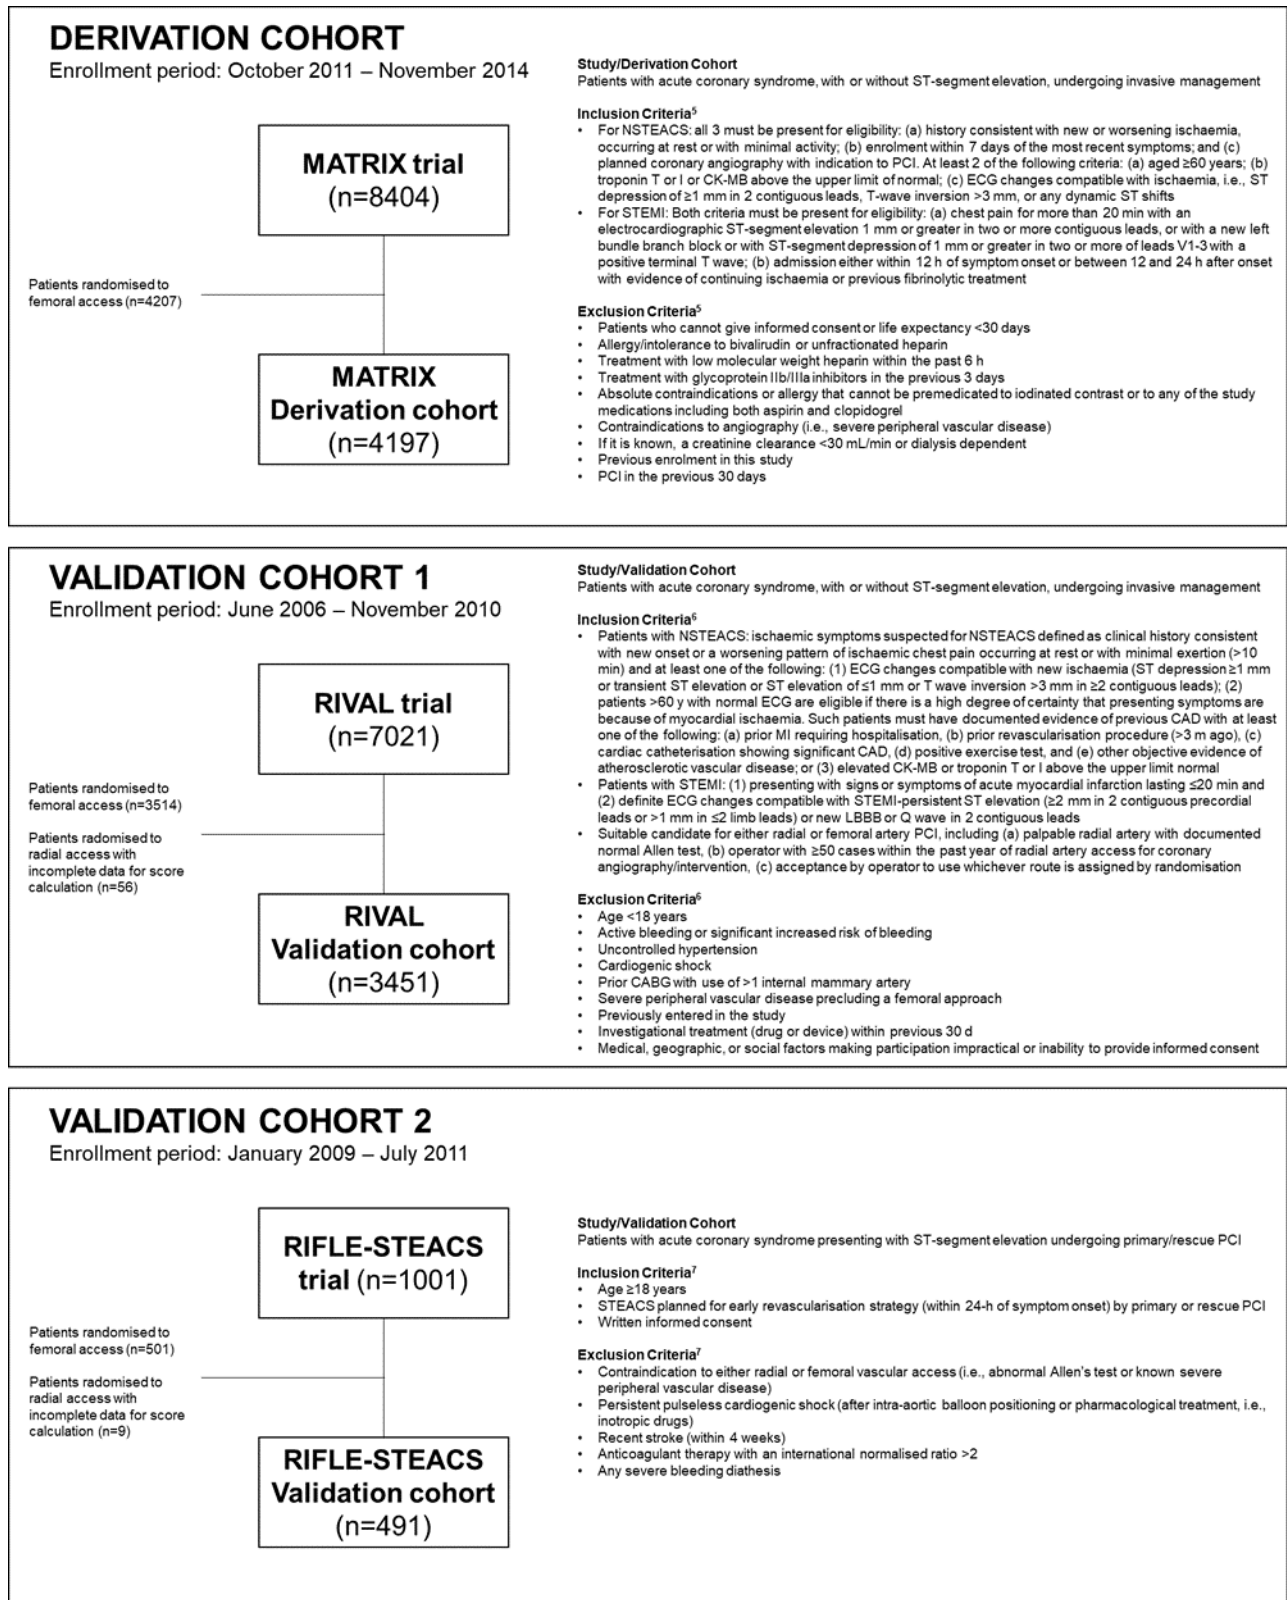 DERIVATION COHORT
Enrollment period: October 2011 – November 2014
MATRIX trial
(n=8404)
Patients randomised to
femoral access (n=4207)
MATRIX
Derivation cohort
(n=4197)
Study/Derivation Cohort
Patients with acute coronary syndrome, with or without ST-segment elevation, undergoing invasive management
Inclusion Criteria⁵
• For NSTEACS: all 3 must be present for eligibility: (a) history consistent with new or worsening ischaemia,
occurring at rest or with minimal activity; (b) enrolment within 7 days of the most recent symptoms; and (c)
planned coronary angiography with indication to PCI. At least 2 of the following criteria: (a) aged ≥60 years; (b)
troponin T or I or CK-MB above the upper limit of normal; (c) ECG changes compatible with ischaemia, i.e., ST
depression of ≥1 mm in 2 contiguous leads, T-wave inversion >3 mm, or any dynamic ST shifts
• For STEMI: Both criteria must be present for eligibility: (a) chest pain for more than 20 min with an
electrocardiographic ST-segment elevation 1 mm or greater in two or more contiguous leads, or with a new left
bundle branch block or with ST-segment depression of 1 mm or greater in two or more of leads V1-3 with a
positive terminal T wave; (b) admission either within 12 h of symptom onset or between 12 and 24 h after onset
with evidence of continuing ischaemia or previous fibrinolytic treatment
Exclusion Criteria⁵
• Patients who cannot give informed consent or life expectancy <30 days
• Allergy/intolerance to bivalirudin or unfractionated heparin
• Treatment with low molecular weight heparin within the past 6 h
• Treatment with glycoprotein IIb/IIIa inhibitors in the previous 3 days
• Absolute contraindications or allergy that cannot be premedicated to iodinated contrast or to any of the study
medications including both aspirin and clopidogrel
• Contraindications to angiography (i.e., severe peripheral vascular disease)
• If it is known, a creatinine clearance <30 mL/min or dialysis dependent
• Previous enrolment in this study
• PCI in the previous 30 days
VALIDATION COHORT 1
Enrollment period: June 2006 – November 2010
RIVAL trial
(n=7021)
Patients randomised to
femoral access (n=3514)
Patients radomised to
radial access with
incomplete data for score
calculation (n=56)
RIVAL
Validation cohort
(n=3451)
Study/Validation Cohort
Patients with acute coronary syndrome, with or without ST-segment elevation, undergoing invasive management
Inclusion Criteria⁶
• Patients with NSTEACS: ischaemic symptoms suspected for NSTEACS defined as clinical history consistent
with new onset or a worsening pattern of ischaemic chest pain occurring at rest or with minimal exertion (>10
min) and at least one of the following: (1) ECG changes compatible with new ischaemia (ST depression ≥1 mm
or transient ST elevation or ST elevation of ≤1 mm or T wave inversion >3 mm in ≥2 contiguous leads); (2)
patients >60 y with normal ECG are eligible if there is a high degree of certainty that presenting symptoms are
because of myocardial ischaemia. Such patients must have documented evidence of previous CAD with at least
one of the following: (a) prior MI requiring hospitalisation, (b) prior revascularisation procedure (>3 m ago), (c)
cardiac catheterisation showing significant CAD, (d) positive exercise test, and (e) other objective evidence of
atherosclerotic vascular disease; or (3) elevated CK-MB or troponin T or I above the upper limit normal
• Patients with STEMI: (1) presenting with signs or symptoms of acute myocardial infarction lasting ≤20 min and
(2) definite ECG changes compatible with STEMI-persistent ST elevation (≥2 mm in 2 contiguous precordial
leads or >1 mm in ≤2 limb leads) or new LBBB or Q wave in 2 contiguous leads
• Suitable candidate for either radial or femoral artery PCI, including (a) palpable radial artery with documented
normal Allen test, (b) operator with ≥50 cases within the past year of radial artery access for coronary
angiography/intervention, (c) acceptance by operator to use whichever route is assigned by randomisation
Exclusion Criteria⁶
• Age <18 years
• Active bleeding or significant increased risk of bleeding
• Uncontrolled hypertension
• Cardiogenic shock
• Prior CABG with use of >1 internal mammary artery
• Severe peripheral vascular disease precluding a femoral approach
• Previously entered in the study
• Investigational treatment (drug or device) within previous 30 d
• Medical, geographic, or social factors making participation impractical or inability to provide informed consent
VALIDATION COHORT 2
Enrollment period: January 2009 – July 2011
RIFLE-STEACS
trial (n=1001)
Patients randomised to
femoral access (n=501)
Patients randomised to
radial access with
incomplete data for score
calculation (n=9)
RIFLE-STEACS
Validation cohort
(n=491)
Study/Validation Cohort
Patients with acute coronary syndrome presenting with ST-segment elevation undergoing primary/rescue PCI
Inclusion Criteria⁷
• Age ≥18 years
• STEACS planned for early revascularisation strategy (within 24-h of symptom onset) by primary or rescue PCI
• Written informed consent
Exclusion Criteria⁷
• Contraindication to either radial or femoral vascular access (i.e., abnormal Allen's test or known severe
peripheral vascular disease)
• Persistent pulseless cardiogenic shock (after intra-aortic balloon positioning or pharmacological treatment, i.e.,
inotropic drugs)
• Recent stroke (within 4 weeks)
• Anticoagulant therapy with an international normalised ratio >2
• Any severe bleeding diathesis